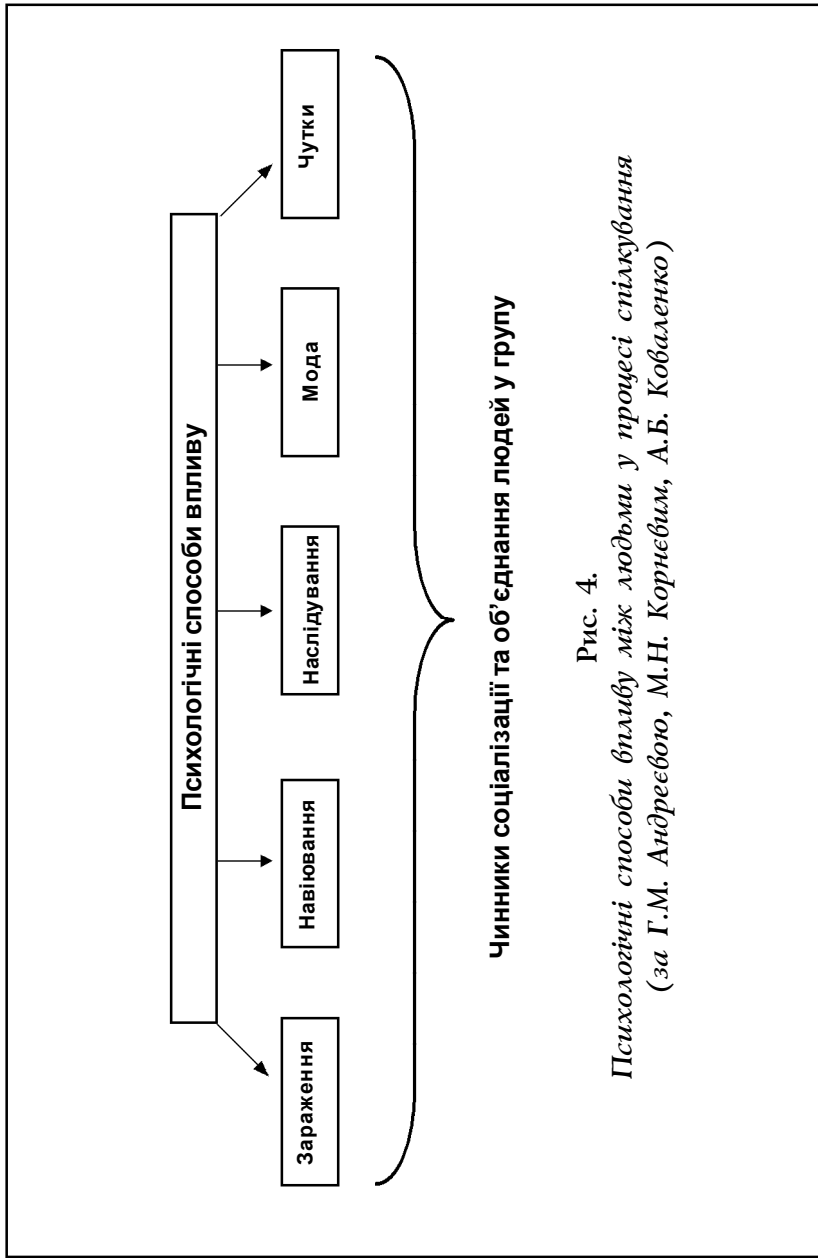 Психологічні способи впливу
Зараження
Навіювання
Наслідування
Мода
Чутки
Чинники соціалізації та об’єднання людей у групу
Рис. 4.
Психологічні способи впливу між людьми у процесі спілкування
(за Г.М. Андреєвою, М.Н. Корнєвим, А.Б. Коваленко)